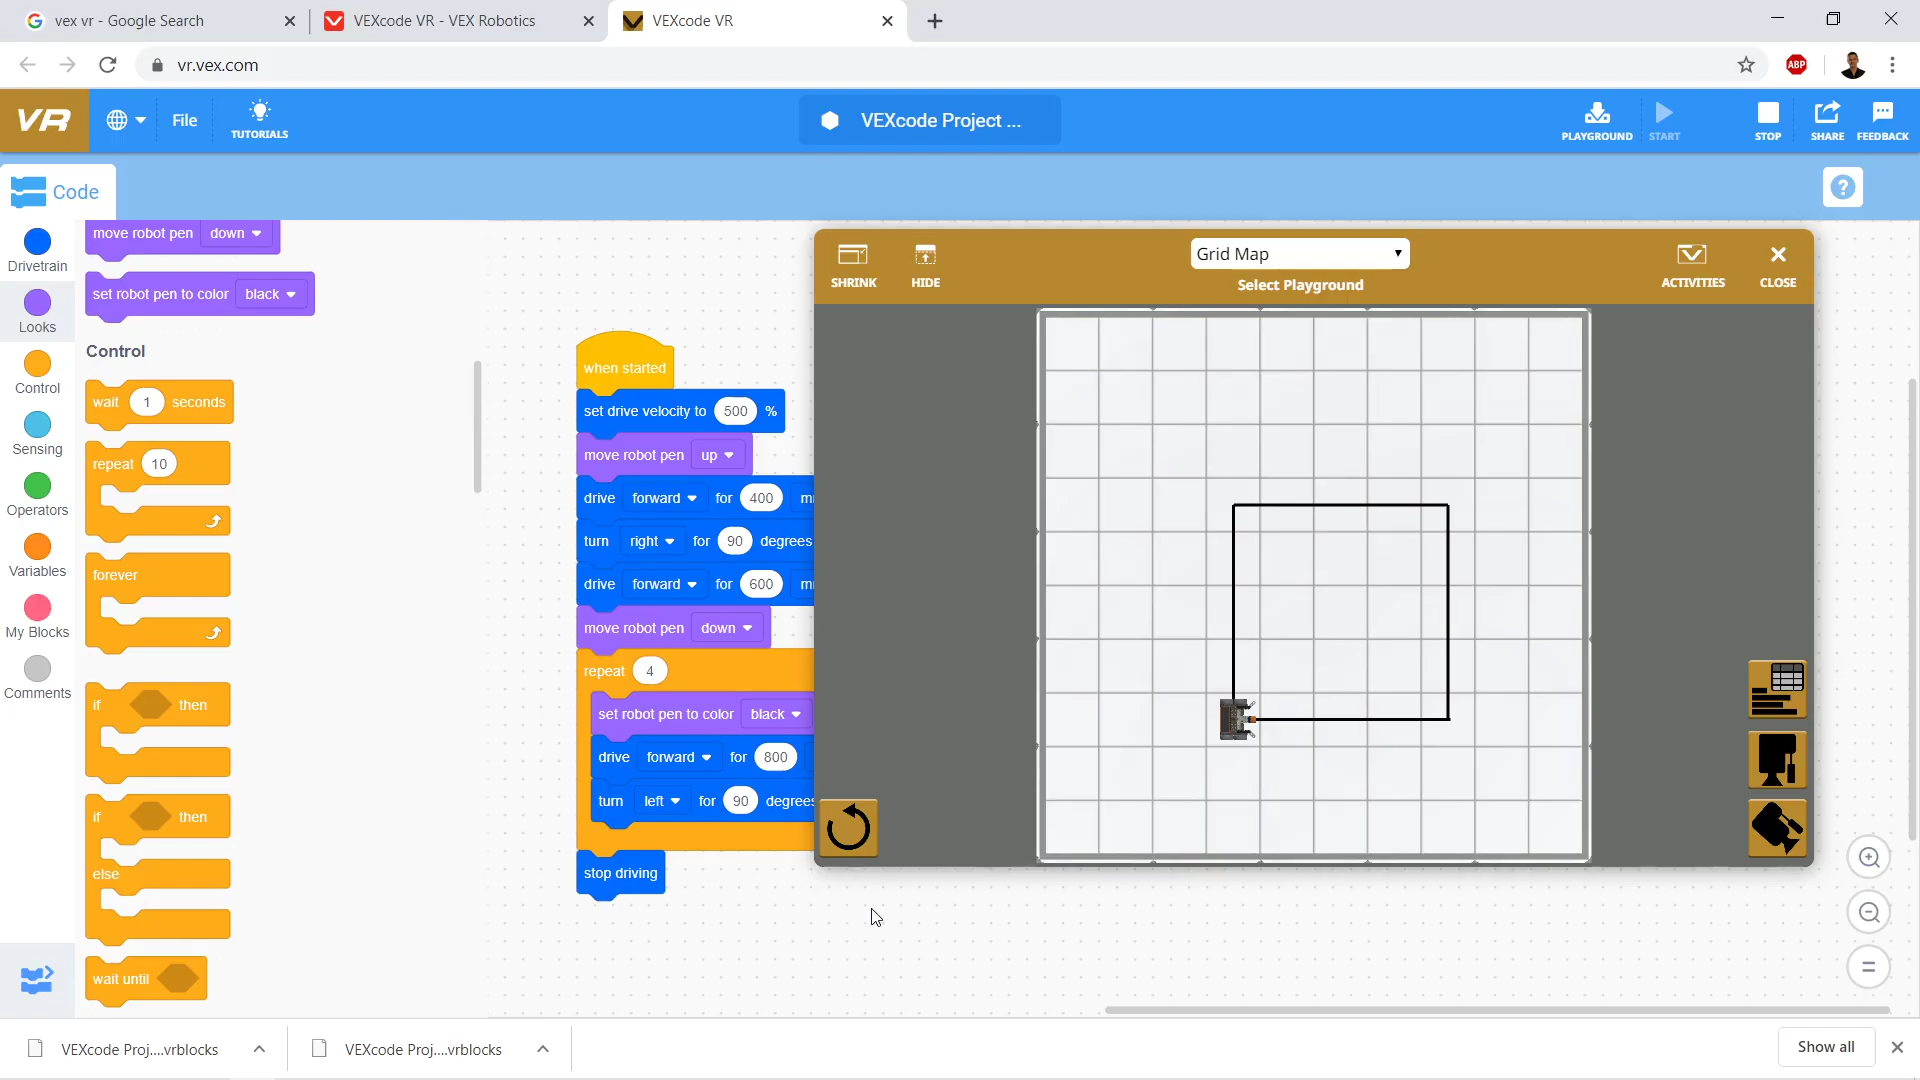 vex vr - Google Search
VEXcode VR - VEX Robotics
VEXcode VR
vr.vex.com
ABP
VR
File
TUTORIALS
VEXcode Project ...
PLAYGROUND
START
STOP
SHARE
FEEDBACK
Code
?
Drivetrain
Looks
Control
Sensing
Operators
Variables
My Blocks
Comments
move robot pen down
set robot pen to color black
Control
wait 1 seconds
repeat 10
forever
if then
if then
else
wait until
when started
set drive velocity to 500 %
move robot pen up
drive forward for 400 m
turn right for 90 degrees
drive forward for 600 m
move robot pen down
repeat 4
set robot pen to color black
drive forward for 800
turn left for 90 degrees
stop driving
SHRINK
HIDE
Grid Map
Select Playground
ACTIVITIES
CLOSE
VEXcode Proj....vrblocks
VEXcode Proj....vrblocks
Show all